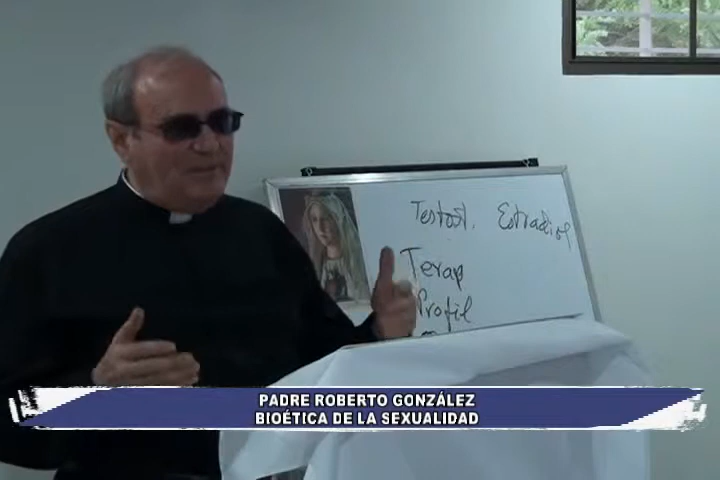 Testost. Estradiol
Terap
Profil
PADRE ROBERTO GONZÁLEZ
BIOÉTICA DE LA SEXUALIDAD